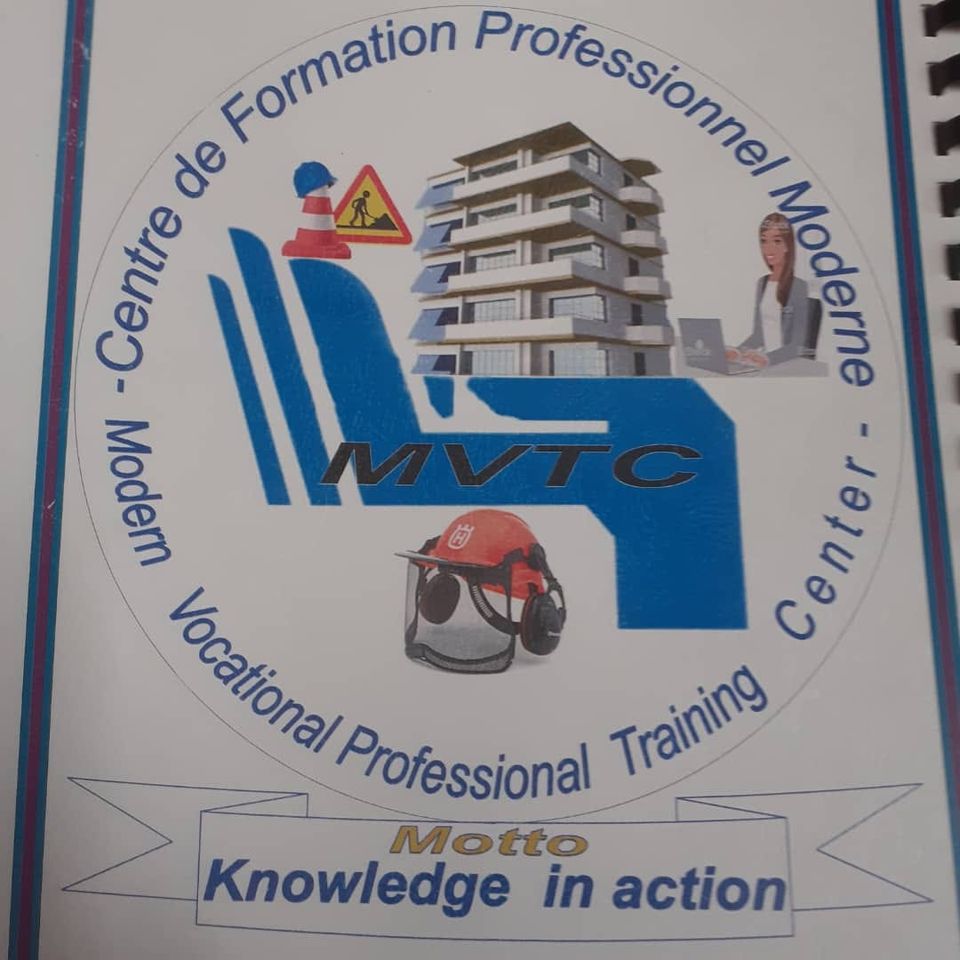 -Centre de Formation Professionnel Moderne -
Modern Vocational Professional Training Center
MVTC
H
Motto
Knowledge in action